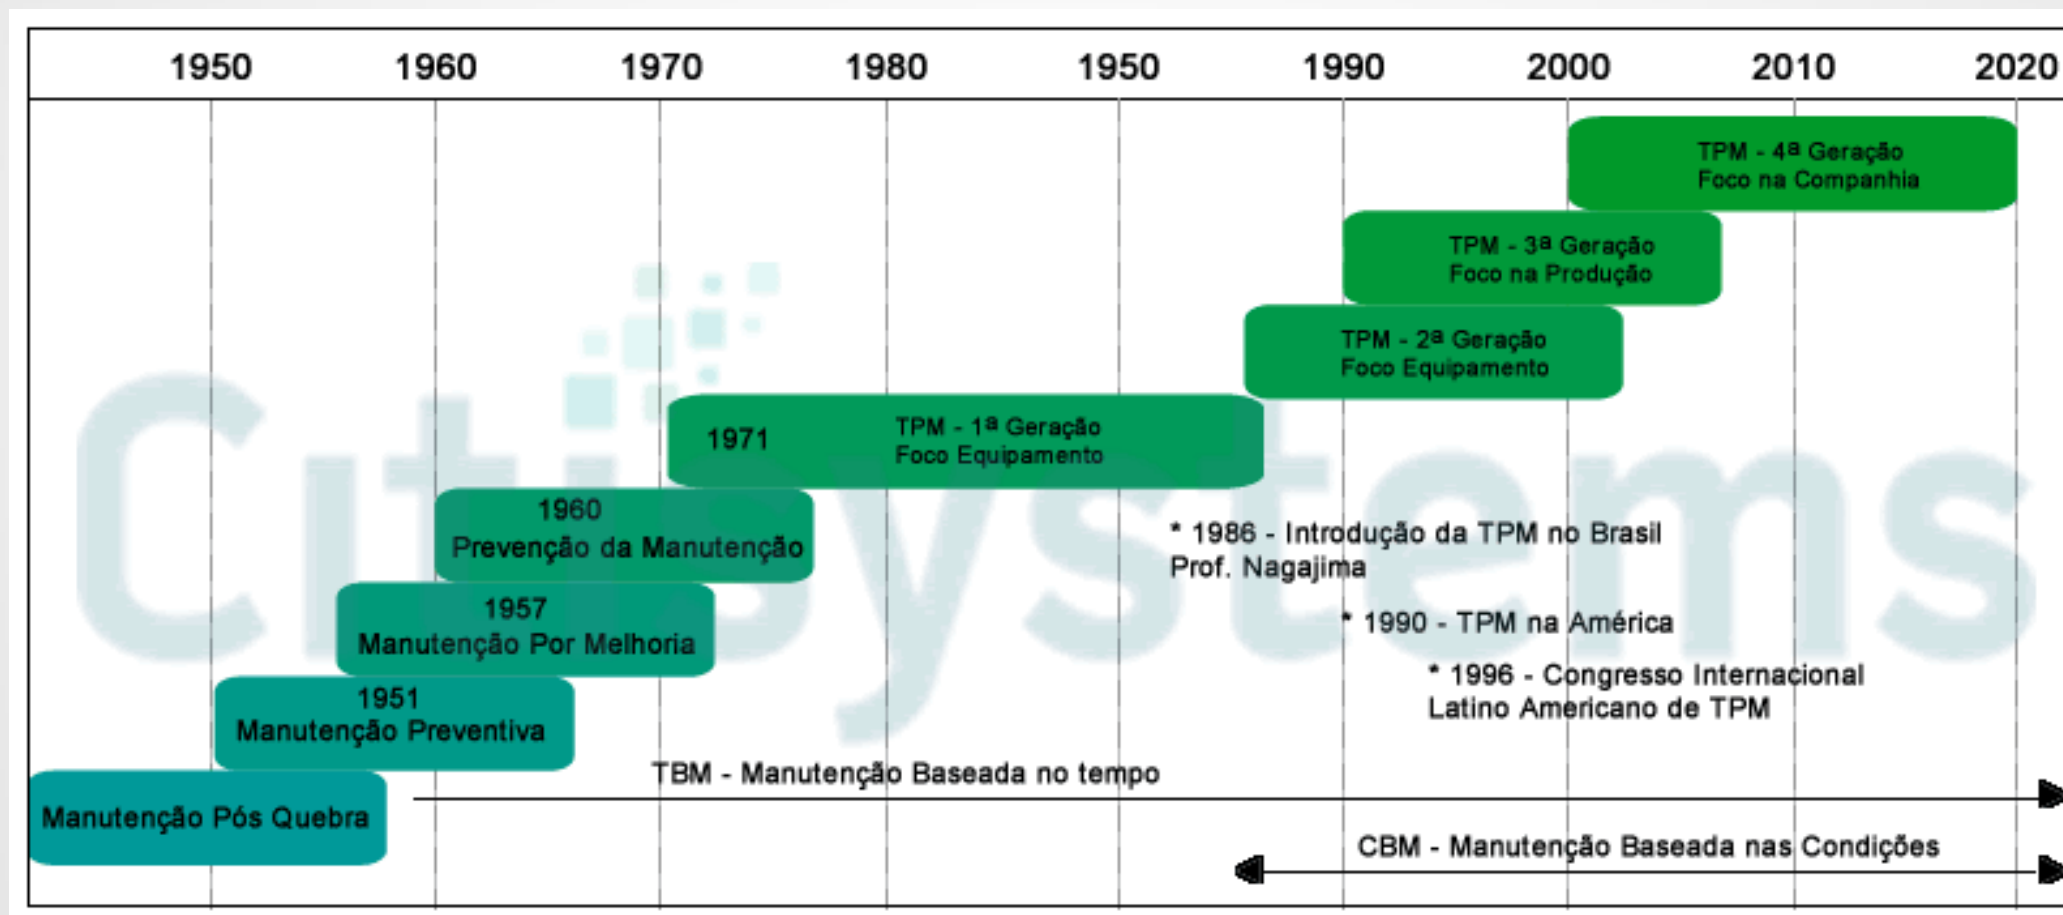 1950 1960 1970 1980 1950 1990 2000 2010 2020
TPM - 4ª Geração
Foco na Companhia
TPM - 3ª Geração
Foco na Produção
TPM - 2ª Geração
Foco Equipamento
1971
TPM - 1ª Geração
Foco Equipamento
1960
Prevenção da Manutenção
* 1986 - Introdução da TPM no Brasil
Prof. Nagajima
1957
Manutenção Por Melhoria
* 1990 - TPM na América
* 1996 - Congresso Internacional
Latino Americano de TPM
1951
Manutenção Preventiva
TBM - Manutenção Baseada no tempo
Manutenção Pós Quebra
CBM - Manutenção Baseada nas Condições
Citisystems